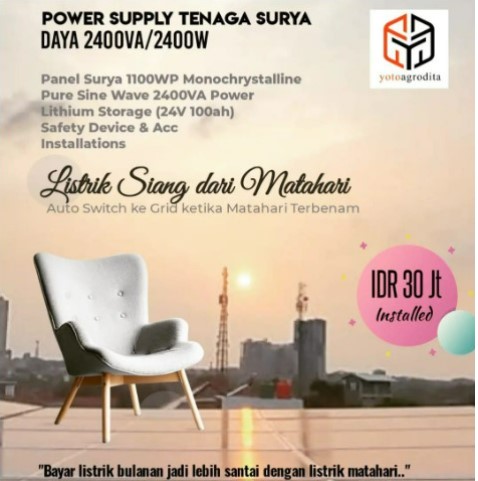 POWER SUPPLY TENAGA SURYA
DAYA 2400VA/2400W
yotoagrodita
Panel Surya 1100WP Monochrystalline
Pure Sine Wave 2400VA Power
Lithium Storage (24V 100ah)
Safety Device & Acc
Installations
Listrik Siang dari Matahari
Auto Switch ke Grid ketika Matahari Terbenam
IDR 30 Jt
Installed
"Bayar listrik bulanan jadi lebih santai dengan listrik matahari.."